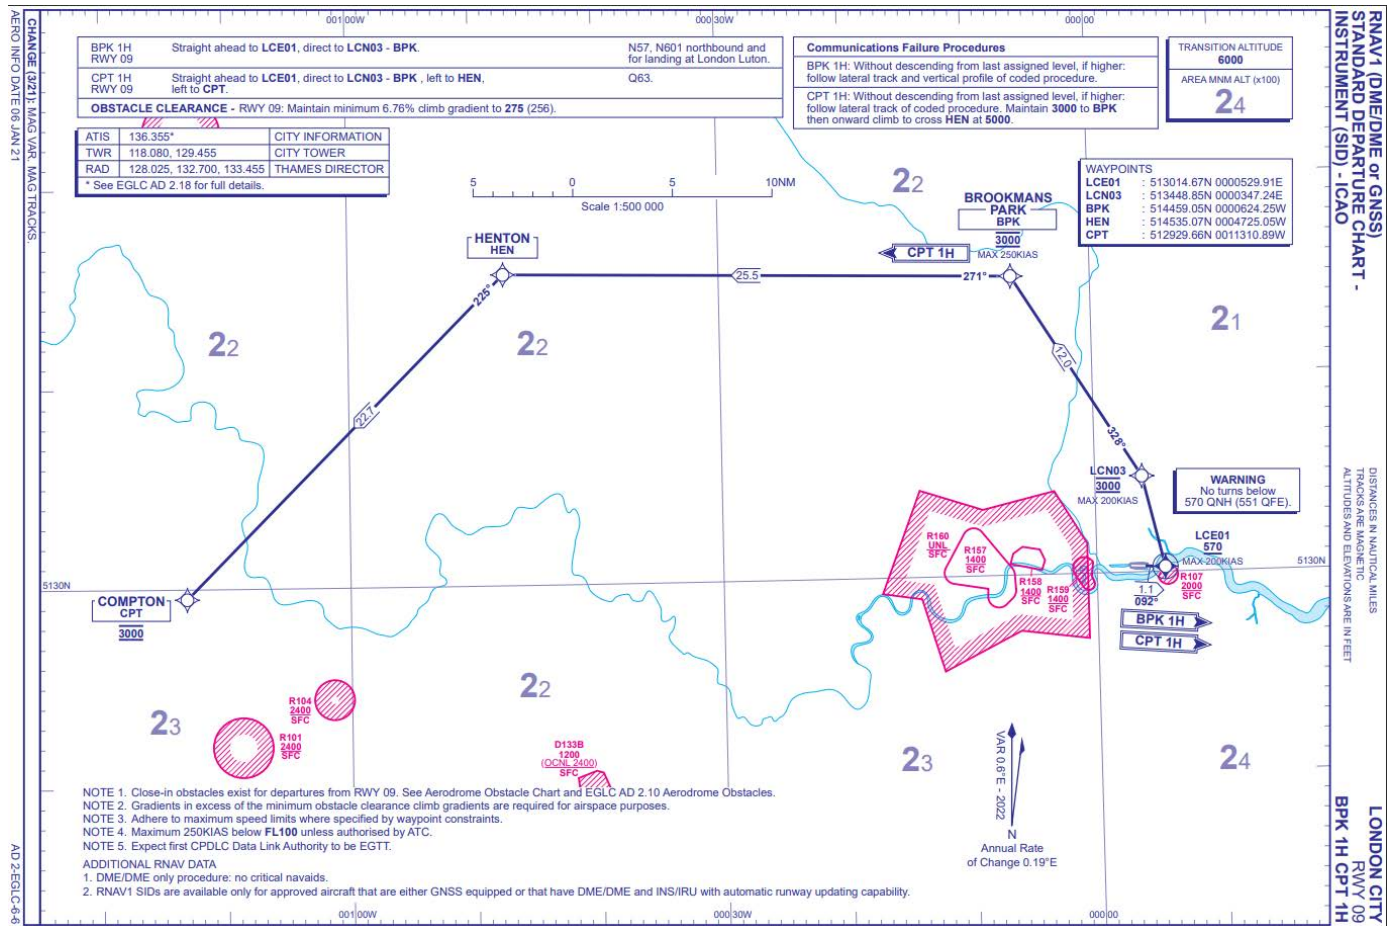 RNAV1 (DME/DME or GNSS)
STANDARD DEPARTURE CHART -
INSTRUMENT (SID) - ICAO
DISTANCES IN NAUTICAL MILES
TRACKS ARE MAGNETIC
ALTITUDES AND ELEVATIONS ARE IN FEET
LONDON CITY
RWY 09
BPK 1H CPT 1H
CHANGE (3/21): MAG VAR. MAG TRACKS.
AERO INFO DATE 06 JAN 21
AD 2-EGLC-6-6
001 00W
000 30W
000 00
BPK 1H
RWY 09
Straight ahead to LCE01, direct to LCN03 - BPK.
N57, N601 northbound and
for landing at London Luton.
CPT 1H
RWY 09
Straight ahead to LCE01, direct to LCN03 - BPK , left to HEN,
left to CPT.
Q63.
OBSTACLE CLEARANCE - RWY 09: Maintain minimum 6.76% climb gradient to 275 (256).
ATIS 136.355* CITY INFORMATION
TWR 118.080, 129.455 CITY TOWER
RAD 128.025, 132.700, 133.455 THAMES DIRECTOR
* See EGLC AD 2.18 for full details.
Communications Failure Procedures
BPK 1H: Without descending from last assigned level, if higher:
follow lateral track and vertical profile of coded procedure.
CPT 1H: Without descending from last assigned level, if higher:
follow lateral track of coded procedure. Maintain 3000 to BPK
then onward climb to cross HEN at 5000.
TRANSITION ALTITUDE
6000
AREA MNM ALT (x100)
24
WAYPOINTS
LCE01 : 513014.67N 0000529.91E
LCN03 : 513448.85N 0000347.24E
BPK : 514459.05N 0000624.25W
HEN : 514535.07N 0004725.05W
CPT : 512929.66N 0011310.89W
5 0 5 10NM
Scale 1:500 000
22
BROOKMANS
PARK
BPK
3000
MAX 250KIAS
CPT 1H
HENTON
HEN
25.5
271°
225°
22
22
21
12.0
22.7
328°
LCN03
3000
MAX 200KIAS
WARNING
No turns below
570 QNH (551 QFE).
LCE01
570
MAX 200KIAS
R160
UNL
SFC
R157
1400
SFC
R158
1400
SFC
R159
1400
SFC
R107
2000
SFC
5130N
5130N
1.1
092°
BPK 1H
CPT 1H
COMPTON
CPT
3000
22
23
23
24
R104
2400
SFC
R101
2400
SFC
D133B
1200
(OCNL 2400)
SFC
VAR 0.6°E - 2022
N
Annual Rate
of Change 0.19°E
NOTE 1. Close-in obstacles exist for departures from RWY 09. See Aerodrome Obstacle Chart and EGLC AD 2.10 Aerodrome Obstacles.
NOTE 2. Gradients in excess of the minimum obstacle clearance climb gradients are required for airspace purposes.
NOTE 3. Adhere to maximum speed limits where specified by waypoint constraints.
NOTE 4. Maximum 250KIAS below FL100 unless authorised by ATC.
NOTE 5. Expect first CPDLC Data Link Authority to be EGTT.
ADDITIONAL RNAV DATA
1. DME/DME only procedure: no critical navaids.
2. RNAV1 SIDs are available only for approved aircraft that are either GNSS equipped or that have DME/DME and INS/IRU with automatic runway updating capability.
001 00W
000 30W
000 00